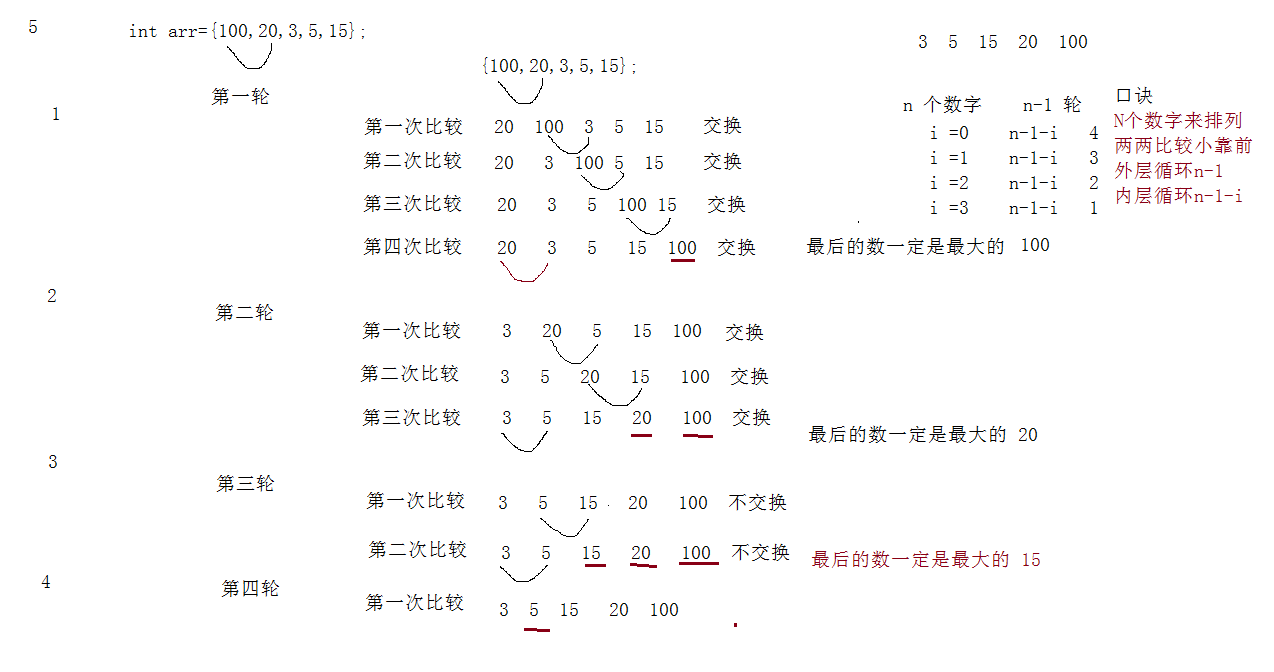 5 int arr={100,20,3,5,15};
3 5 15 20 100
{100,20,3,5,15};
第一轮
1
n 个数字 n-1 轮
i =0 n-1-i 4
i =1 n-1-i 3
i =2 n-1-i 2
i =3 n-1-i 1
口诀
N个数字来排列
两两比较小靠前
外层循环n-1
内层循环n-1-i
第一次比较 20 100 3 5 15 交换
第二次比较 20 3 100 5 15 交换
第三次比较 20 3 5 100 15 交换
第四次比较 20 3 5 15 100 交换 最后的数一定是最大的 100
2
第二轮
第一次比较 3 20 5 15 100 交换
第二次比较 3 5 20 15 100 交换
第三次比较 3 5 15 20 100 交换
最后的数一定是最大的 20
3
第三轮
第一次比较 3 5 15 20 100 不交换
第二次比较 3 5 15 20 100 不交换 最后的数一定是最大的 15
4
第四轮
第一次比较 3 5 15 20 100